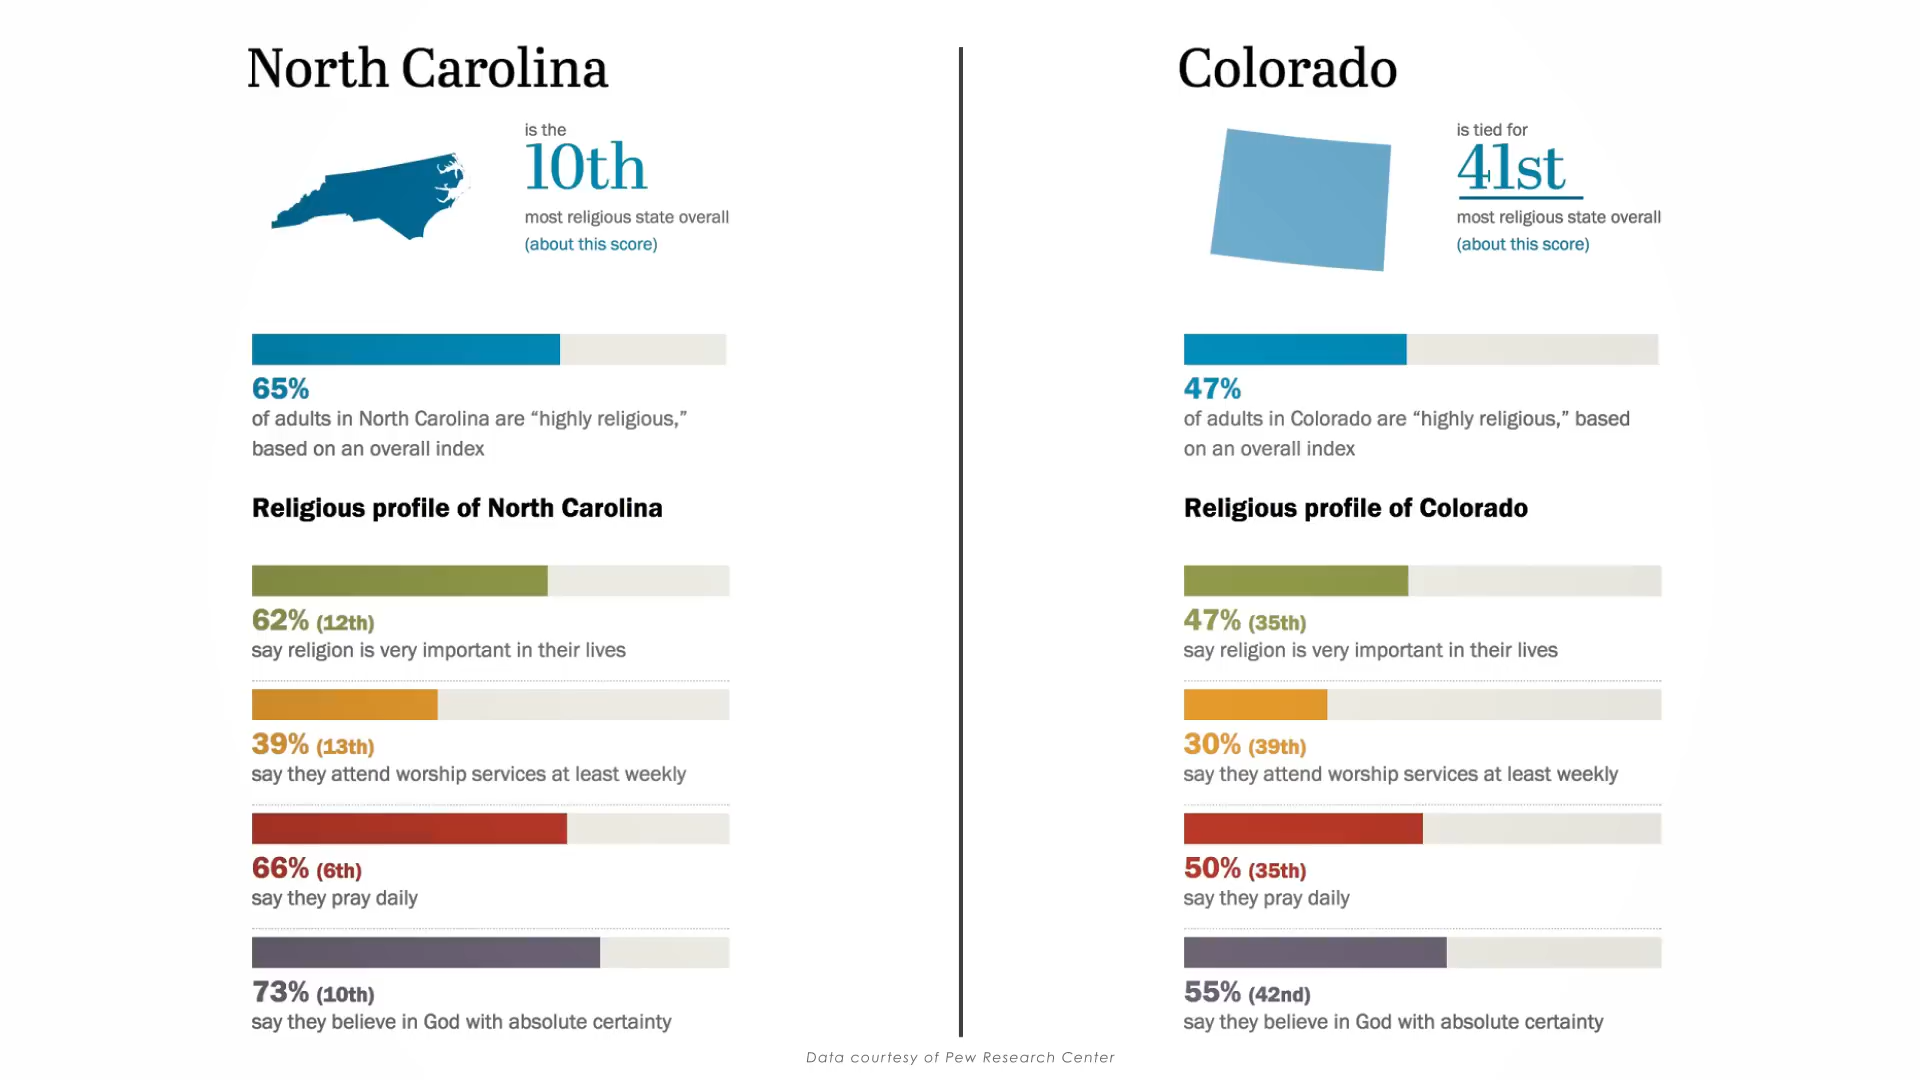 North Carolina
is the
10th
most religious state overall
(about this score)
65%
of adults in North Carolina are “highly religious,”
based on an overall index
Religious profile of North Carolina
62% (12th)
say religion is very important in their lives
39% (13th)
say they attend worship services at least weekly
66% (6th)
say they pray daily
73% (10th)
say they believe in God with absolute certainty
Colorado
is tied for
41st
most religious state overall
(about this score)
47%
of adults in Colorado are “highly religious,” based
on an overall index
Religious profile of Colorado
47% (35th)
say religion is very important in their lives
30% (39th)
say they attend worship services at least weekly
50% (35th)
say they pray daily
55% (42nd)
say they believe in God with absolute certainty
Data courtesy of Pew Research Center